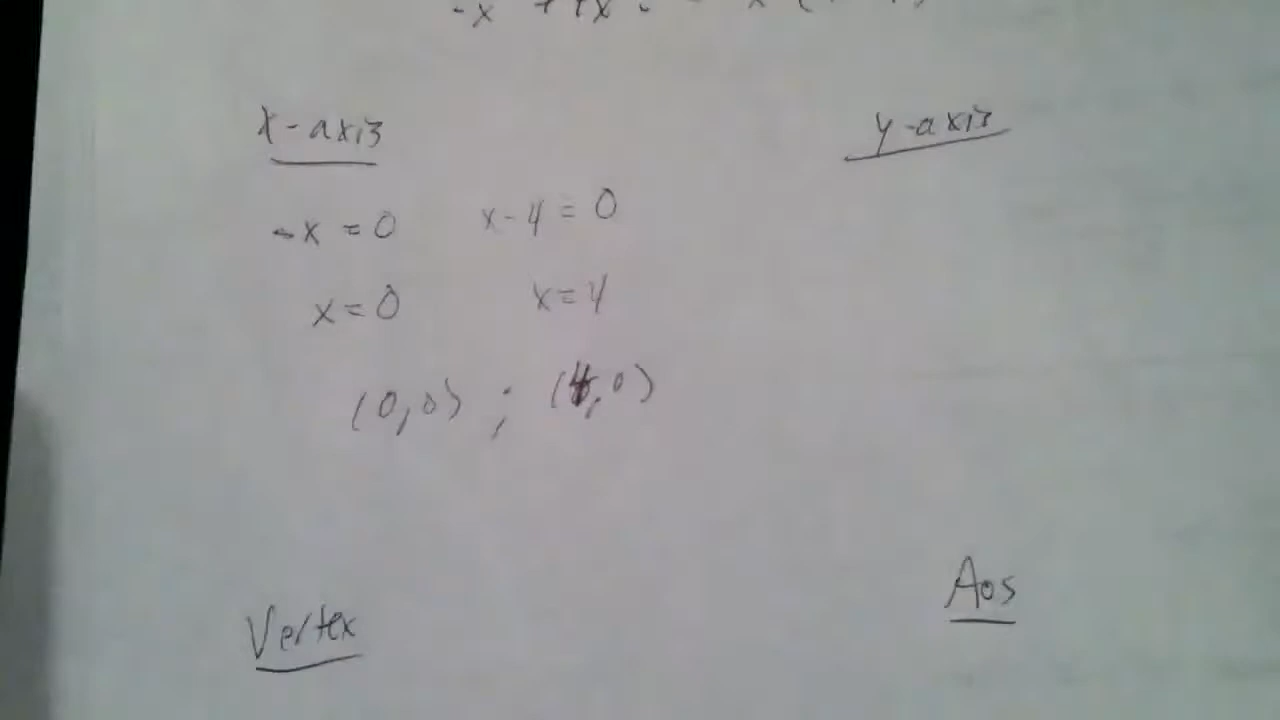 x-axis
y-axis
-x = 0
x-4 = 0
x = 0
x = 4
(0,0) ; (4,0)
Aos
Vertex